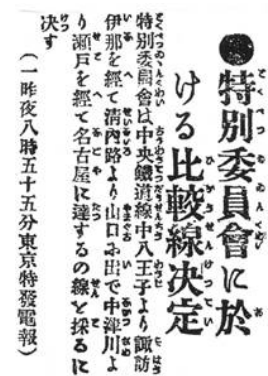 ●特別委員會に於
ける比較線決定
特別委員會は中央鐵道線中八王子より諏訪
伊那を經て淸內路より山口に出で中津川よ
り瀨戶を經て名古屋に達するの線を採るに
決す
(一昨夜八時五十五分東京特發電報)